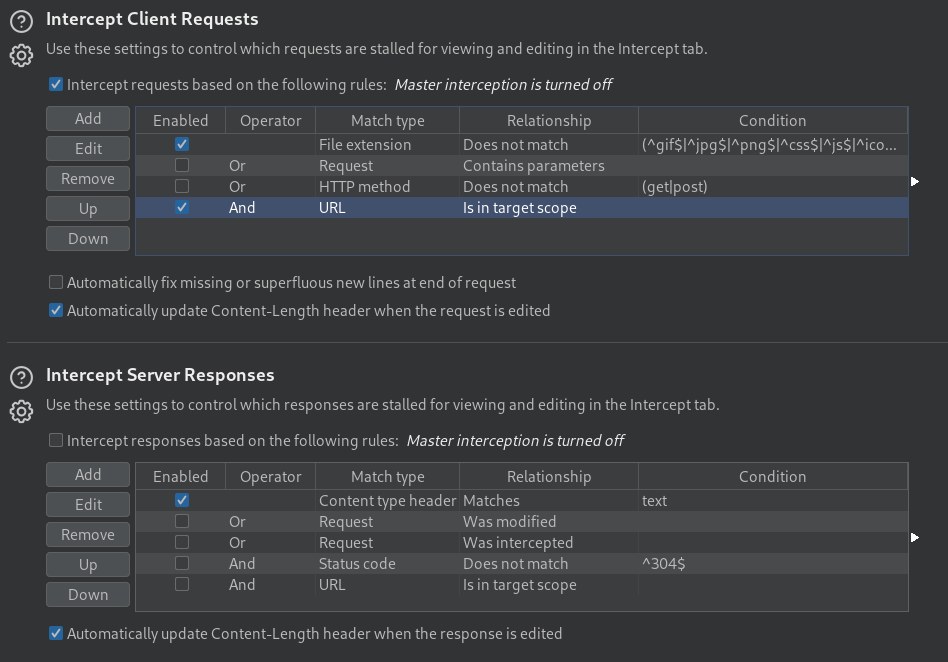 Intercept Client Requests
Use these settings to control which requests are stalled for viewing and editing in the Intercept tab.
Intercept requests based on the following rules: Master interception is turned off
Add
Edit
Remove
Up
Down
Enabled Operator Match type Relationship Condition
File extension Does not match (^gif$|^jpg$|^png$|^css$|^js$|^ico...
Or Request Contains parameters
Or HTTP method Does not match (get|post)
And URL Is in target scope
Automatically fix missing or superfluous new lines at end of request
Automatically update Content-Length header when the request is edited
Intercept Server Responses
Use these settings to control which responses are stalled for viewing and editing in the Intercept tab.
Intercept responses based on the following rules: Master interception is turned off
Add
Edit
Remove
Up
Down
Enabled Operator Match type Relationship Condition
Content type header Matches text
Or Request Was modified
Or Request Was intercepted
And Status code Does not match ^304$
And URL Is in target scope
Automatically update Content-Length header when the response is edited